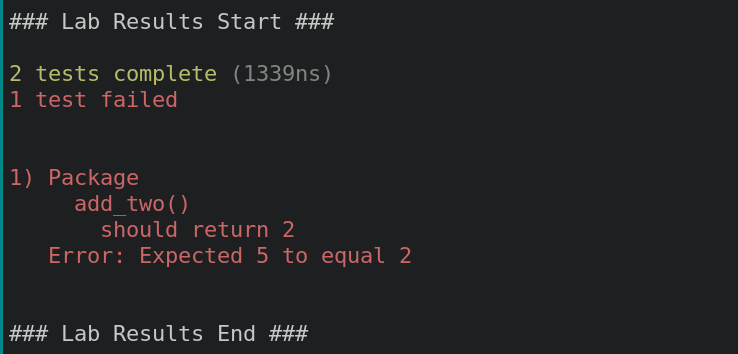 ### Lab Results Start ###
2 tests complete (1339ns)
1 test failed
1) Package
add_two()
should return 2
Error: Expected 5 to equal 2
### Lab Results End ###